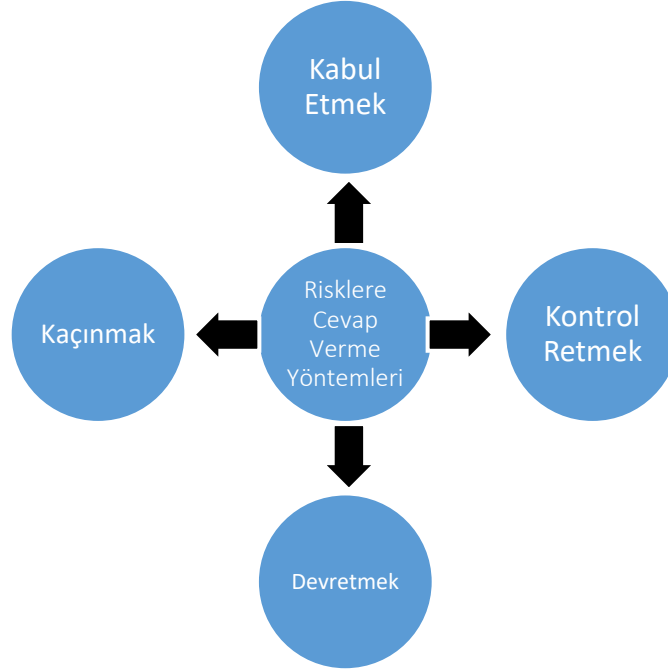 Kabul
Etmek
Kaçınmak
Risklere
Cevap
Verme
Yöntemleri
Kontrol
Retmek
Devretmek